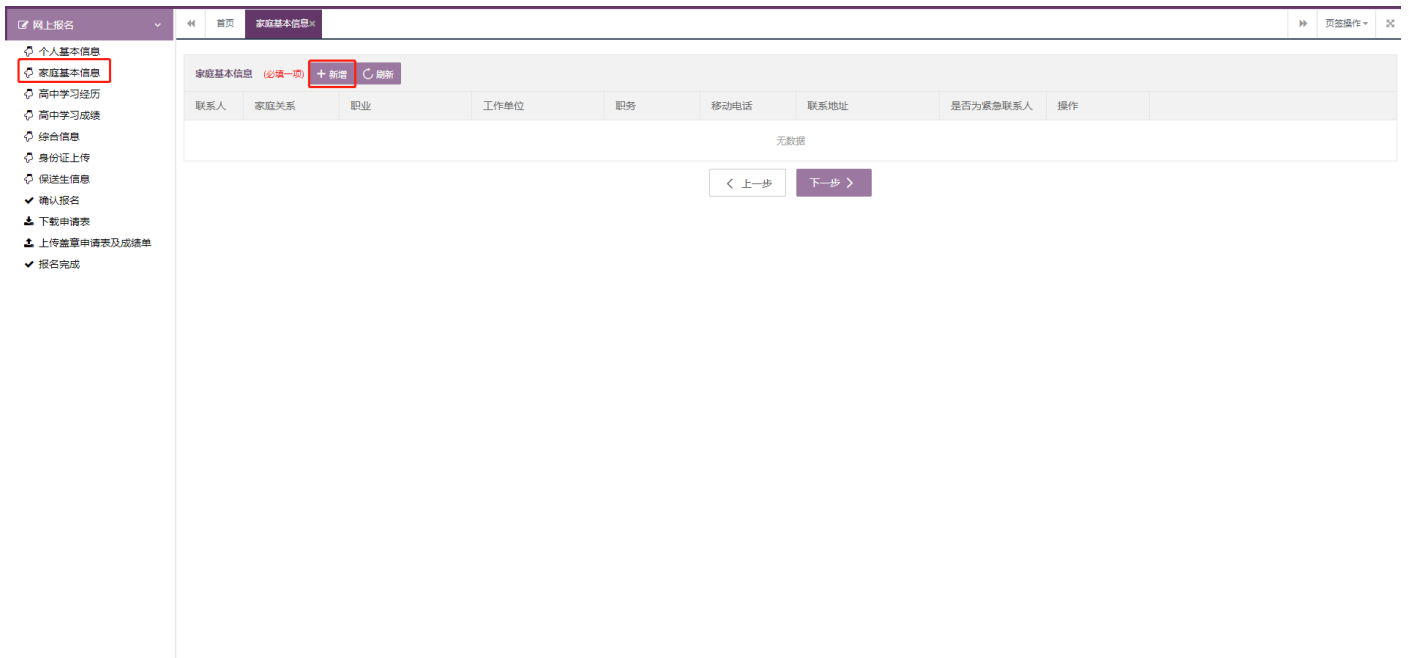 网上报名
首页 家庭基本信息× 页签操作
个人基本信息
家庭基本信息
高中学习经历
高中学习成绩
综合信息
身份证上传
保送生信息
确认报名
下载申请表
上传盖章申请表及成绩单
报名完成
家庭基本信息 (必填一项) + 新增 刷新
联系人 家庭关系 职业 工作单位 职务 移动电话 联系地址 是否为紧急联系人 操作
无数据
上一步 下一步